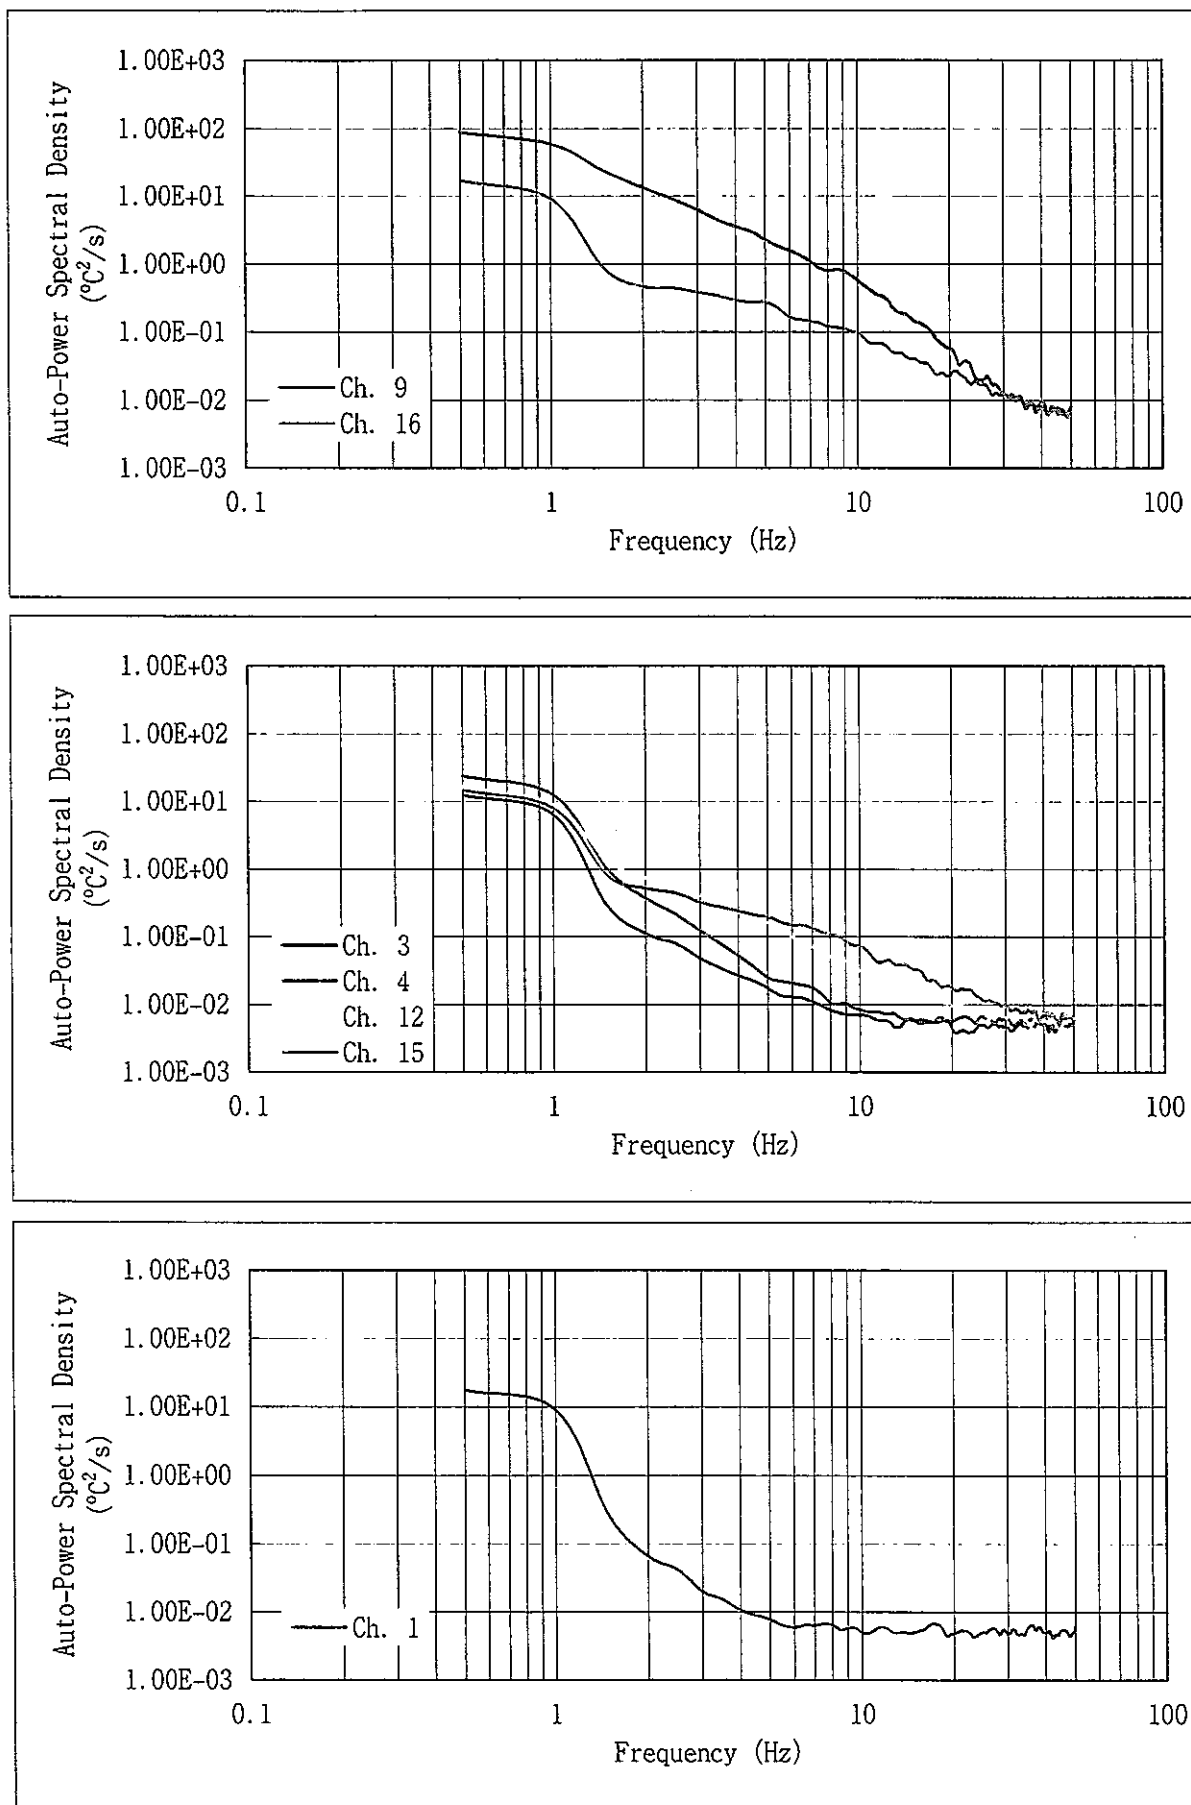 1.00E+03
1.00E+02
1.00E+01
1.00E+00
1.00E-01
1.00E-02
1.00E-03
Auto-Power Spectral Density
(°C²/s)
Ch. 9
Ch. 16
0.1 1 10 100
Frequency (Hz)
1.00E+03
1.00E+02
1.00E+01
1.00E+00
1.00E-01
1.00E-02
1.00E-03
Auto-Power Spectral Density
(°C²/s)
Ch. 3
Ch. 4
Ch. 12
Ch. 15
0.1 1 10 100
Frequency (Hz)
1.00E+03
1.00E+02
1.00E+01
1.00E+00
1.00E-01
1.00E-02
1.00E-03
Auto-Power Spectral Density
(°C²/s)
Ch. 1
0.1 1 10 100
Frequency (Hz)